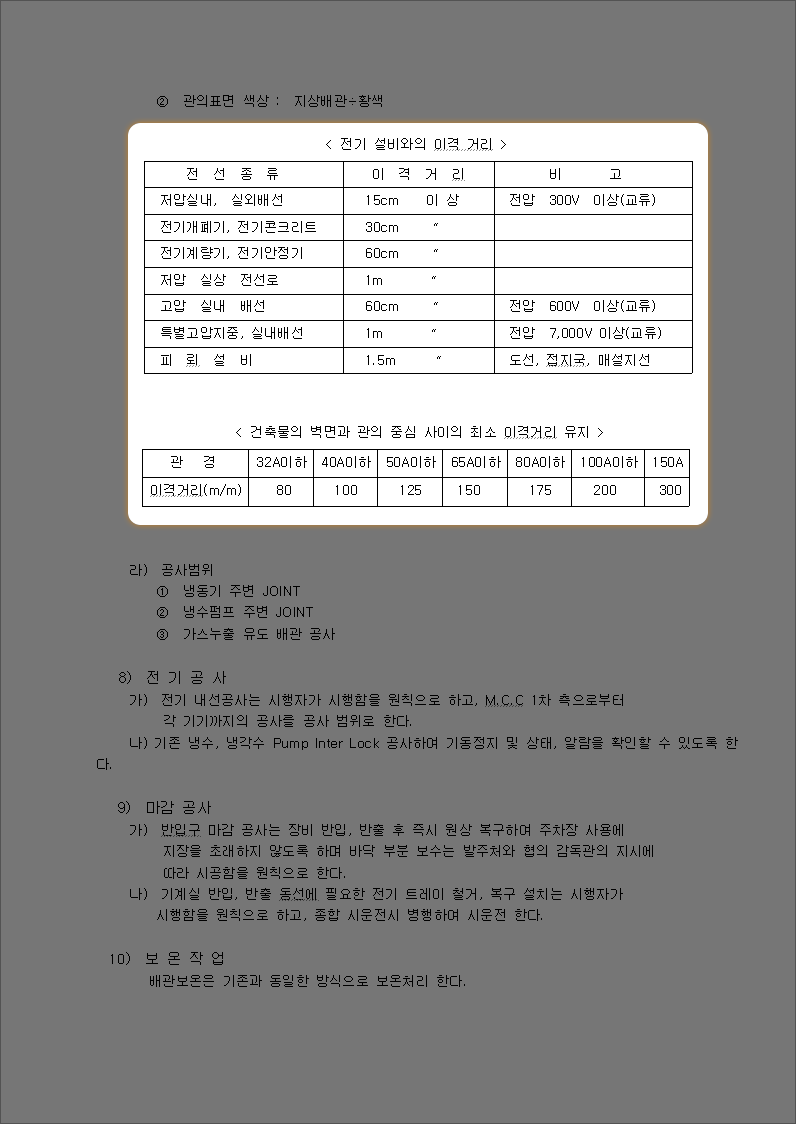 ② 관의표면 색상 : 지상배관÷황색
< 전기 설비와의 이격 거리 >
전 선 종 류 이 격 거 리 비 고
저압실내, 실외배선 15cm 이 상 전압 300V 이상(교류)
전기개폐기, 전기콘크리트 30cm “
전기계량기, 전기안정기 60cm “
저압 실상 전선로 1m “
고압 실내 배선 60cm “ 전압 600V 이상(교류)
특별고압지중, 실내배선 1m “ 전압 7,000V 이상(교류)
피 뢰 설 비 1.5m “ 도선, 접지국, 매설지선
< 건축물의 벽면과 관의 중심 사이의 최소 이격거리 유지 >
관 경 32A이하 40A이하 50A이하 65A이하 80A이하 100A이하 150A
이격거리(m/m) 80 100 125 150 175 200 300
라) 공사범위
① 냉동기 주변 JOINT
② 냉수펌프 주변 JOINT
③ 가스누출 유도 배관 공사
8) 전 기 공 사
가) 전기 내선공사는 시행자가 시행함을 원칙으로 하고, M.C.C 1차 측으로부터
각 기기까지의 공사을 공사 범위로 한다.
나) 기존 냉수, 냉각수 Pump Inter Lock 공사하여 기동정지 및 상태, 알람을 확인할 수 있도록 한
다.
9) 마감 공사
가) 반입구 마감 공사는 장비 반입, 반출 후 즉시 원상 복구하여 주차장 사용에
지장을 초래하지 않도록 하며 바닥 부분 보수는 발주처와 협의 감독관의 지시에
따라 시공함을 원칙으로 한다.
나) 기계실 반입, 반출 동선에 필요한 전기 트레이 철거, 복구 설치는 시행자가
시행함을 원칙으로 하고, 종합 시운전시 병행하여 시운전 한다.
10) 보 온 작 업
배관보온은 기존과 동일한 방식으로 보온처리 한다.